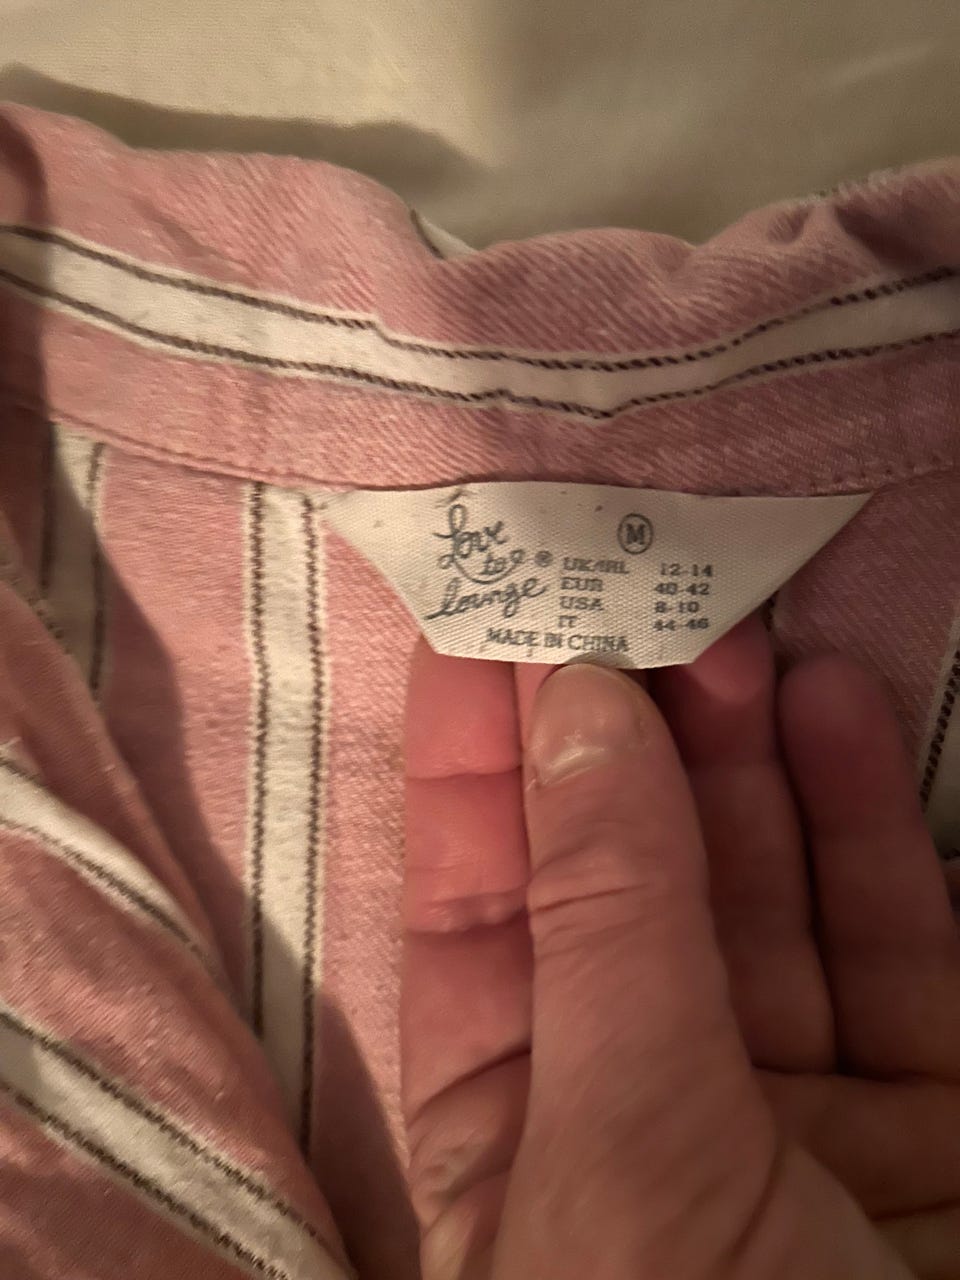 Love
to
lounge ®
M
UK/IRL 12-14
EUR 40-42
USA 8-10
IT 44-46
MADE IN CHINA